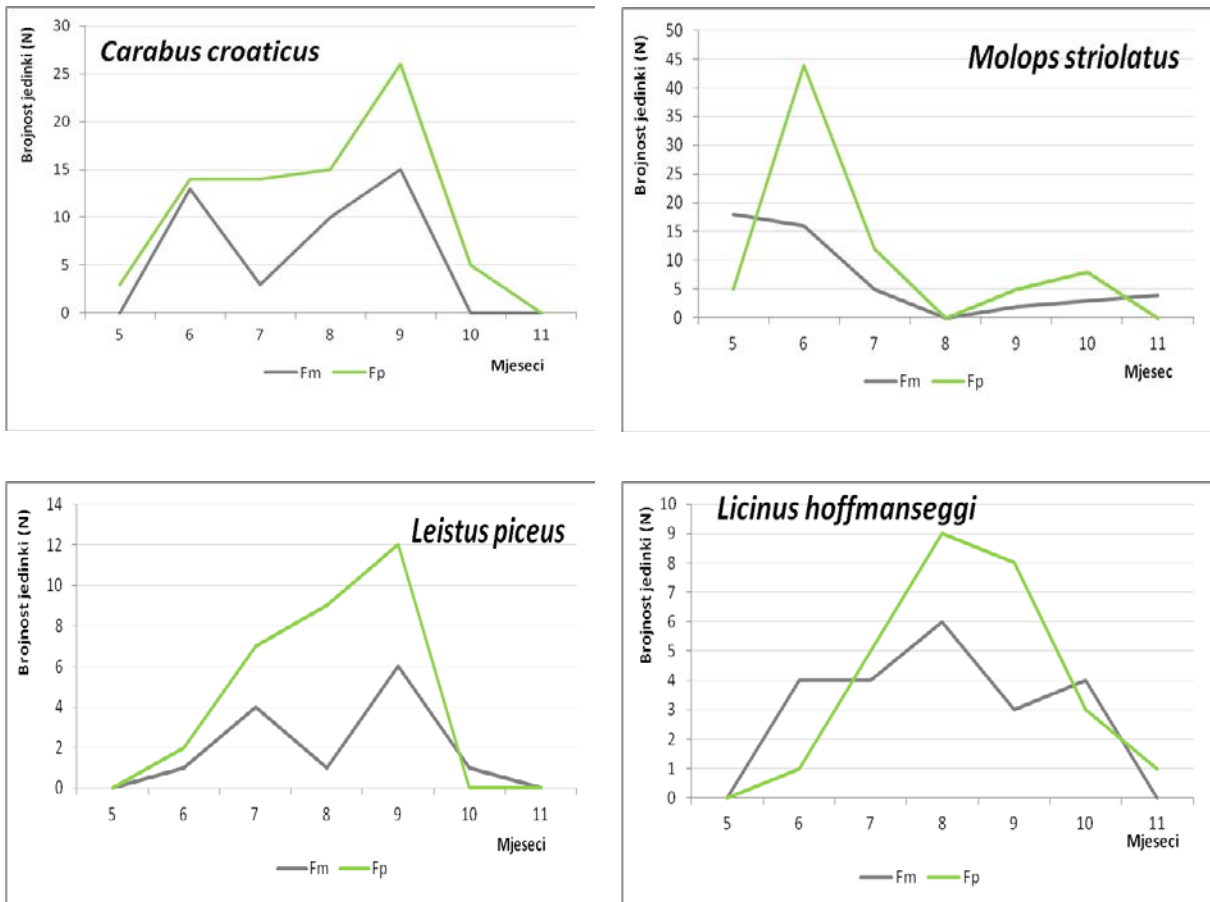 Carabus croaticus
Brojnost jedinki (N)
30
25
20
15
10
5
0
5 6 7 8 9 10 11
Mjeseci
Fm Fp
Molops striolatus
Brojnost jedinki (N)
50
45
40
35
30
25
20
15
10
5
0
5 6 7 8 9 10 11
Mjesec
Fm Fp
Leistus piceus
Brojnost jedinki (N)
14
12
10
8
6
4
2
0
5 6 7 8 9 10 11
Mjeseci
Fm Fp
Licinus hoffmanseggi
Brojnost jedinki (N)
10
9
8
7
6
5
4
3
2
1
0
5 6 7 8 9 10 11
Mjeseci
Fm Fp